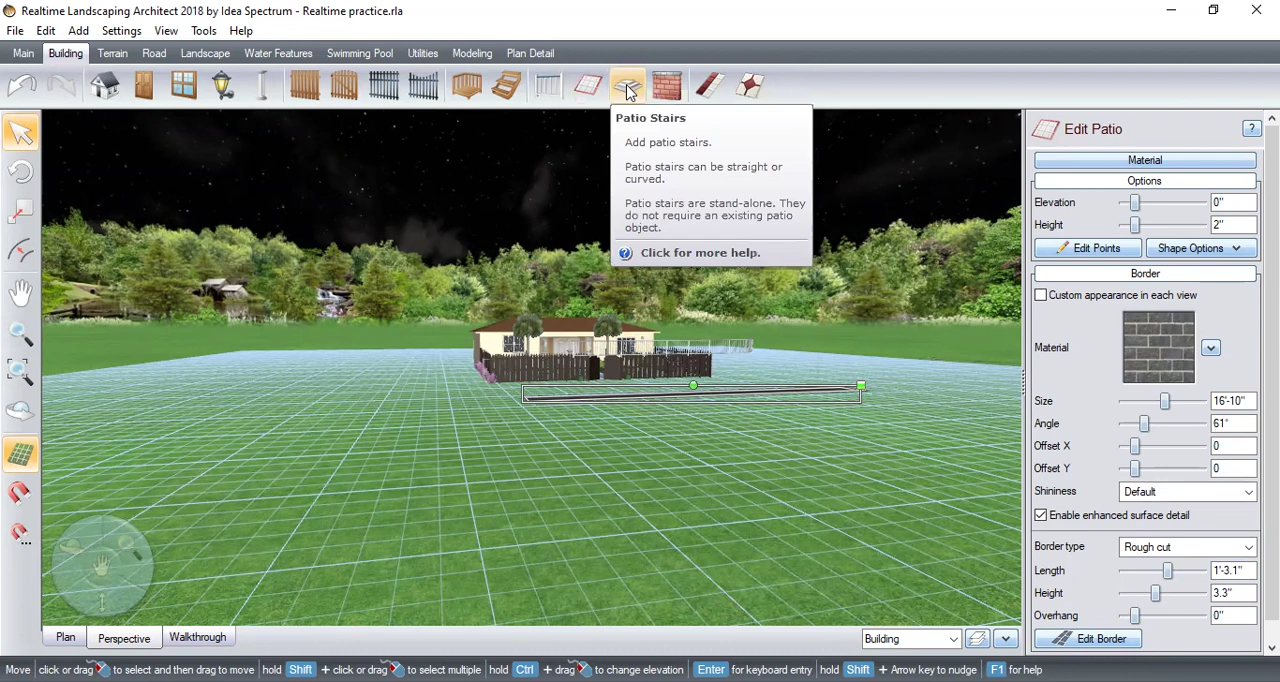 Realtime Landscaping Architect 2018 by Idea Spectrum - Realtime practice.rla
File Edit Add Settings View Tools Help
Main Building Terrain Road Landscape Water Features Swimming Pool Utilities Modeling Plan Detail
Patio Stairs
Add patio stairs.
Patio stairs can be straight or
curved.
Patio stairs are stand-alone. They
do not require an existing patio
object.
? Click for more help.
Edit Patio ?
Material
Options
Elevation 0"
Height 2"
Edit Points Shape Options
Border
Custom appearance in each view
Material
Size 16'-10"
Angle 61°
Offset X 0
Offset Y 0
Shininess Default
Enable enhanced surface detail
Border type Rough cut
Length 1'-3.1"
Height 3.3"
Overhang 0"
Edit Border
Plan Perspective Walkthrough
Building
Move click or drag to select and then drag to move hold Shift + click or drag to select multiple hold Ctrl + drag to change elevation Enter for keyboard entry hold Shift + Arrow key to nudge F1 for help